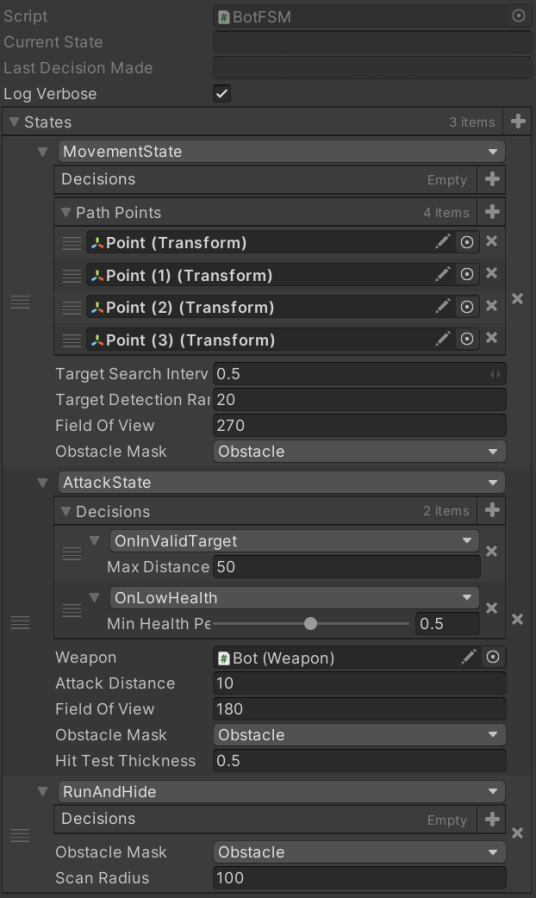 Script BotFSM
Current State
Last Decision Made
Log Verbose
States 3 items
MovementState
Decisions Empty
Path Points 4 items
Point (Transform)
Point (1) (Transform)
Point (2) (Transform)
Point (3) (Transform)
Target Search Interv 0.5
Target Detection Rar 20
Field Of View 270
Obstacle Mask Obstacle
AttackState
Decisions 2 items
OnInValidTarget
Max Distance 50
OnLowHealth
Min Health Pe 0.5
Weapon Bot (Weapon)
Attack Distance 10
Field Of View 180
Obstacle Mask Obstacle
Hit Test Thickness 0.5
RunAndHide
Decisions Empty
Obstacle Mask Obstacle
Scan Radius 100